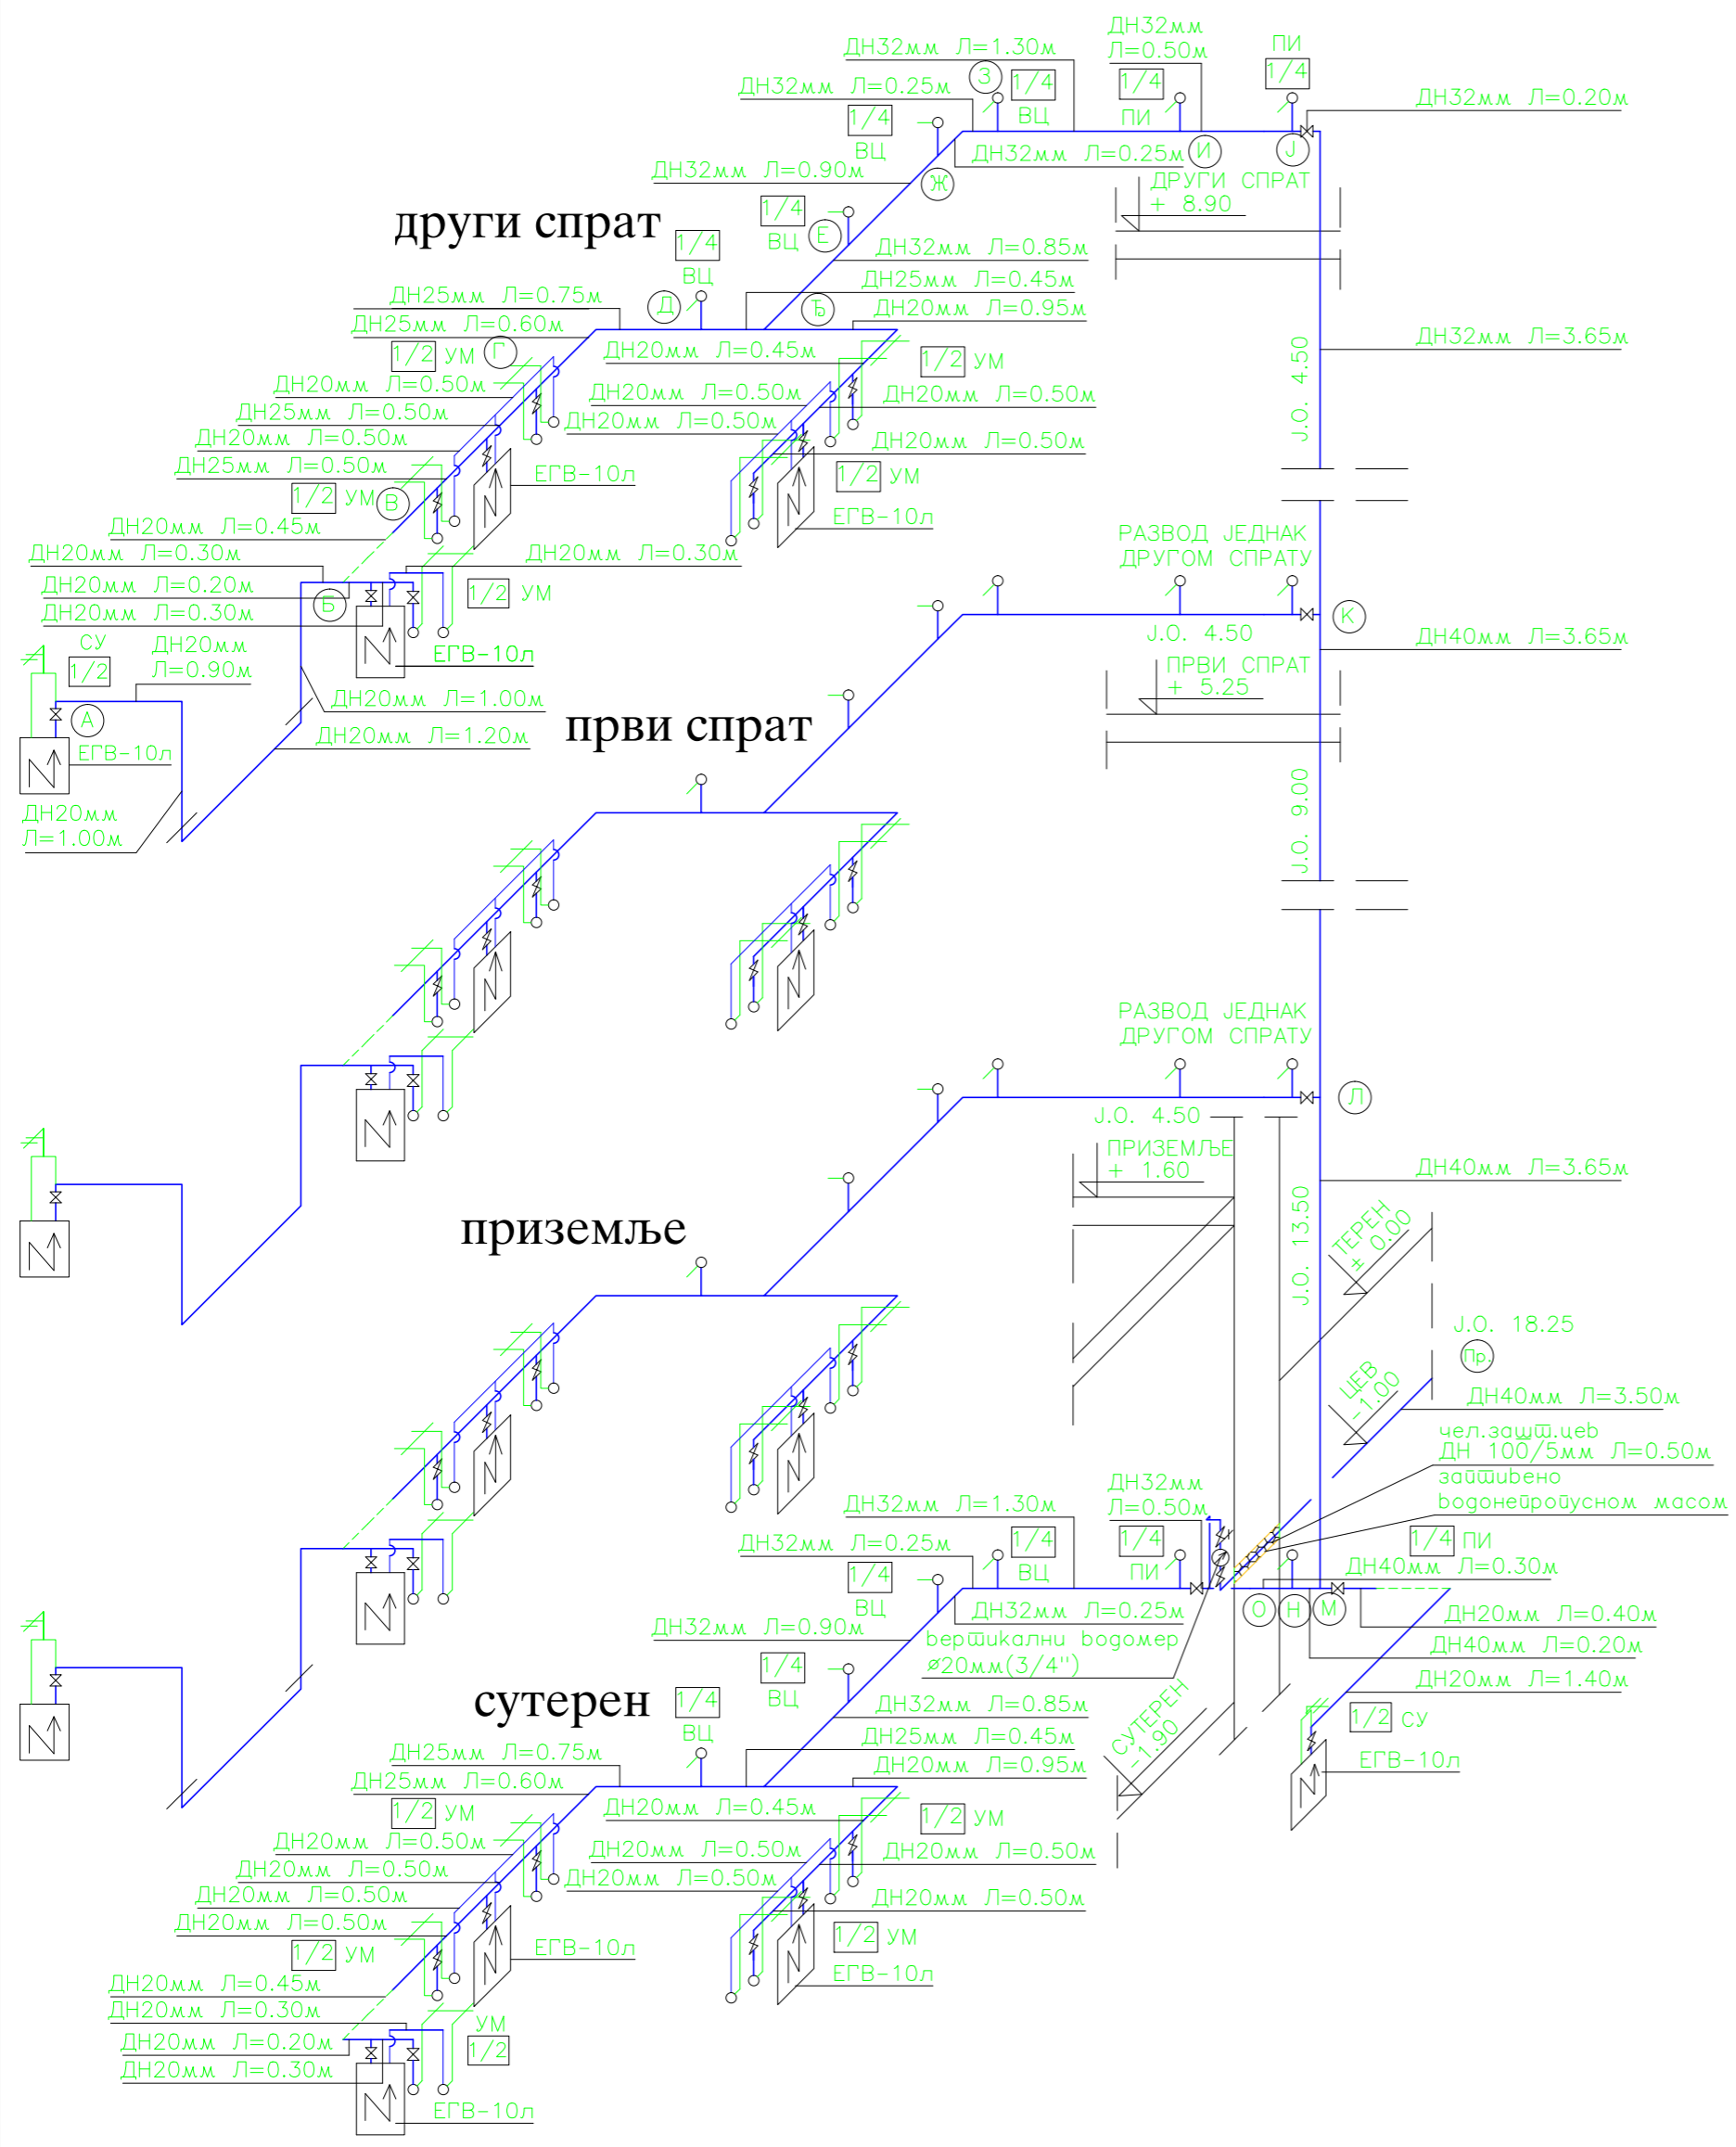 ДН32мм Л=1.30м
ДН32мм
Л=0.50м
ПИ
1/4
З
1/4
ВЦ
1/4
ПИ
ДН32мм Л=0.25м
ДН32мм Л=0.20м
1/4
ВЦ
ДН32мм Л=0.25м
И
Ј
ДН32мм Л=0.90м
Ж
ДРУГИ СПРАТ
+ 8.90
други спрат
1/4
ВЦ
Е
1/4
ВЦ
ДН32мм Л=0.85м
ДН25мм Л=0.45м
ДН25мм Л=0.75м
Д
Ђ
ДН20мм Л=0.95м
ДН25мм Л=0.60м
1/2 УМ
Г
ДН20мм Л=0.45м
1/2 УМ
ДН32мм Л=3.65м
Ј.О. 4.50
ДН20мм Л=0.50м
ДН20мм Л=0.50м
ДН20мм Л=0.50м
ДН25мм Л=0.50м
ДН20мм Л=0.50м
ДН20мм Л=0.50м
ДН20мм Л=0.50м
ДН25мм Л=0.50м
ЕГВ-10л
1/2 УМ
1/2 УМ
В
ЕГВ-10л
ДН20мм Л=0.45м
ДН20мм Л=0.30м
ДН20мм Л=0.30м
РАЗВОД ЈЕДНАК
ДРУГОМ СПРАТУ
ДН20мм Л=0.20м
ДН20мм Л=0.30м
Б
1/2 УМ
К
СУ
1/2
ДН20мм
Л=0.90м
ЕГВ-10л
Ј.О. 4.50
ДН40мм Л=3.65м
ПРВИ СПРАТ
+ 5.25
ДН20мм Л=1.00м
А
ДН20мм Л=1.20м
први спрат
ЕГВ-10л
ДН20мм
Л=1.00м
Ј.О. 9.00
РАЗВОД ЈЕДНАК
ДРУГОМ СПРАТУ
Л
Ј.О. 4.50
ПРИЗЕМЉЕ
+ 1.60
ДН40мм Л=3.65м
приземље
Ј.О. 13.50
ТЕРЕН
± 0.00
Ј.О. 18.25
Пр.
ЦЕВ
-1.00
ДН40мм Л=3.50м
чел.зашт.цев
ДН 100/5мм Л=0.50м
заптивено
водонепропусном масом
ДН32мм Л=1.30м
ДН32мм
Л=0.50м
ДН32мм Л=0.25м
1/4
ВЦ
1/4
ПИ
1/4 ПИ
1/4
ВЦ
ДН40мм Л=0.30м
ДН32мм Л=0.25м
О
Н
М
ДН20мм Л=0.40м
ДН32мм Л=0.90м
вертикални водомер
ø20мм(3/4")
ДН40мм Л=0.20м
ДН20мм Л=1.40м
1/4
ВЦ
сутерен
1/4
ВЦ
ДН32мм Л=0.85м
СУТЕРЕН
-1.90
1/2 СУ
ДН25мм Л=0.45м
ДН25мм Л=0.75м
ДН20мм Л=0.95м
ЕГВ-10л
ДН25мм Л=0.60м
1/2 УМ
ДН20мм Л=0.45м
1/2 УМ
ДН20мм Л=0.50м
ДН20мм Л=0.50м
ДН20мм Л=0.50м
ДН20мм Л=0.50м
ДН20мм Л=0.50м
ДН20мм Л=0.50м
ДН20мм Л=0.50м
ДН20мм Л=0.50м
1/2 УМ
ЕГВ-10л
1/2 УМ
ЕГВ-10л
ДН20мм Л=0.45м
ДН20мм Л=0.30м
УМ
1/2
ДН20мм Л=0.20м
ДН20мм Л=0.30м
ЕГВ-10л